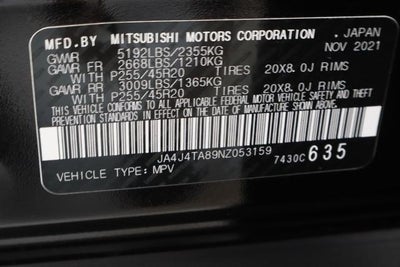 MFD.BY MITSUBISHI MOTORS CORPORATION, JAPAN
GVWR 5192LBS/2355KG NOV 2021
GAWR FR 2668LBS/1210KG
WITH P255/45R20 TIRES 20X8.0J RIMS
GAWR RR 3009LBS/1365KG
WITH P255/45R20 TIRES 20X8.0J RIMS
THIS VEHICLE CONFORMS TO ALL APPLICABLE FEDERAL
MOTOR VEHICLE SAFETY, BUMPER, AND THEFT
PREVENTION STANDARDS IN EFFECT ON THE DATE OF
MANUFACTURE SHOWN ABOVE.
JA4J4TA89NZ053159
7430C 635
VEHICLE TYPE: MPV